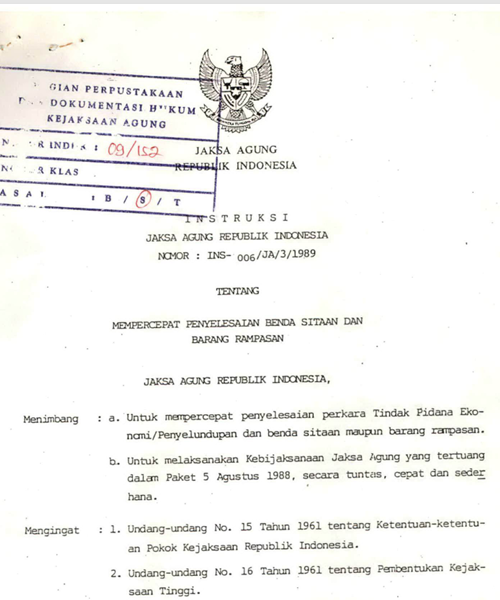 GIAN PERPUSTAKAAN
DOKUMENTASI HUKUM
KEJAKSAAN AGUNG
R INDI : 09/152
R KLAS
ASAL : B / S / T
JAKSA AGUNG
REPUBLIK INDONESIA
INSTRUKSI
JAKSA AGUNG REPUBLIK INDONESIA
NOMOR : INS- 006/JA/3/1989
TENTANG
MEMPERCEPAT PENYELESAIAN BENDA SITAAN DAN
BARANG RAMPASAN
JAKSA AGUNG REPUBLIK INDONESIA,
Menimbang : a. Untuk mempercepat penyelesaian perkara Tindak Pidana Eko-
nomi/Penyelundupan dan benda sitaan maupun barang rampasan.
b. Untuk melaksanakan Kebijaksanaan Jaksa Agung yang tertuang
dalam Paket 5 Agustus 1988, secara tuntas, cepat dan seder
hana.
Mengingat : 1. Undang-undang No. 15 Tahun 1961 tentang Ketentuan-ketentu-
an Pokok Kejaksaan Republik Indonesia.
2. Undang-undang No. 16 Tahun 1961 tentang Pembentukan Kejak-
saan Tinggi.